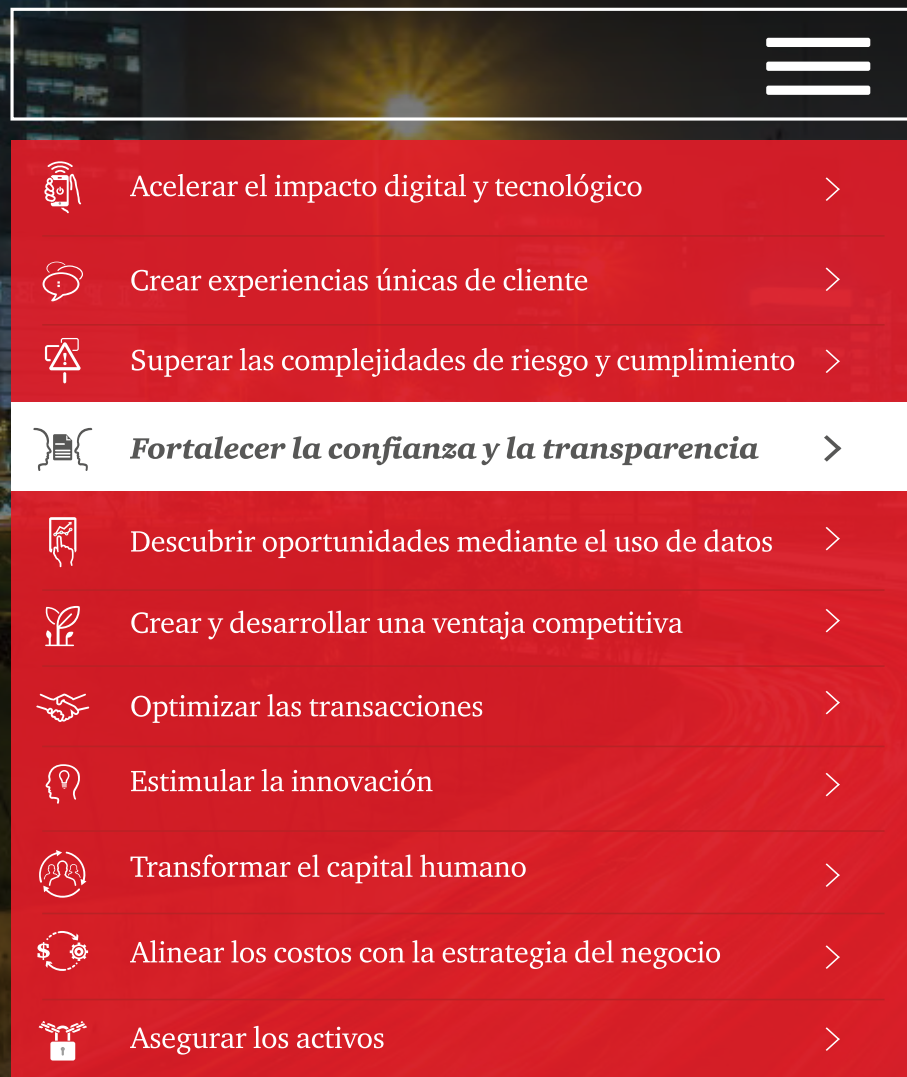 Acelerar el impacto digital y tecnológico
Crear experiencias únicas de cliente
Superar las complejidades de riesgo y cumplimiento
Fortalecer la confianza y la transparencia
Descubrir oportunidades mediante el uso de datos
Crear y desarrollar una ventaja competitiva
Optimizar las transacciones
Estimular la innovación
Transformar el capital humano
Alinear los costos con la estrategia del negocio
Asegurar los activos